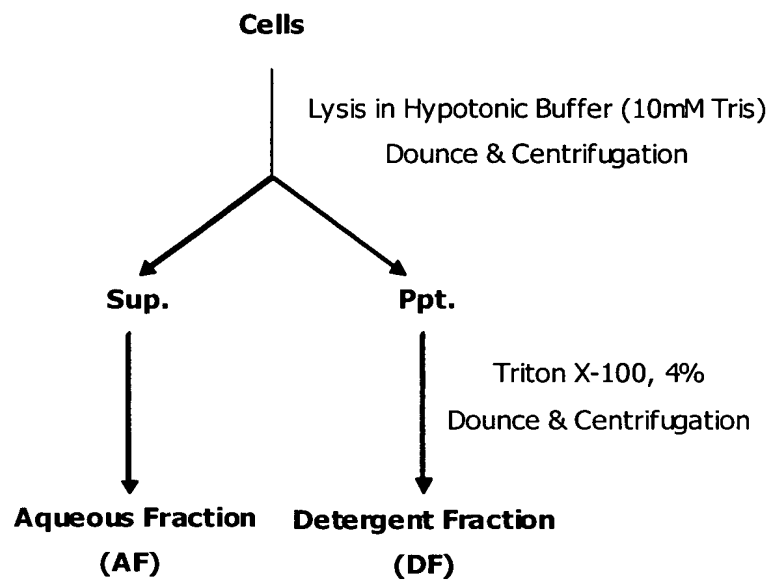 Cells
Lysis in Hypotonic Buffer (10mM Tris)
Dounce & Centrifugation
Sup.
Ppt.
Triton X-100, 4%
Dounce & Centrifugation
Aqueous Fraction
(AF)
Detergent Fraction
(DF)